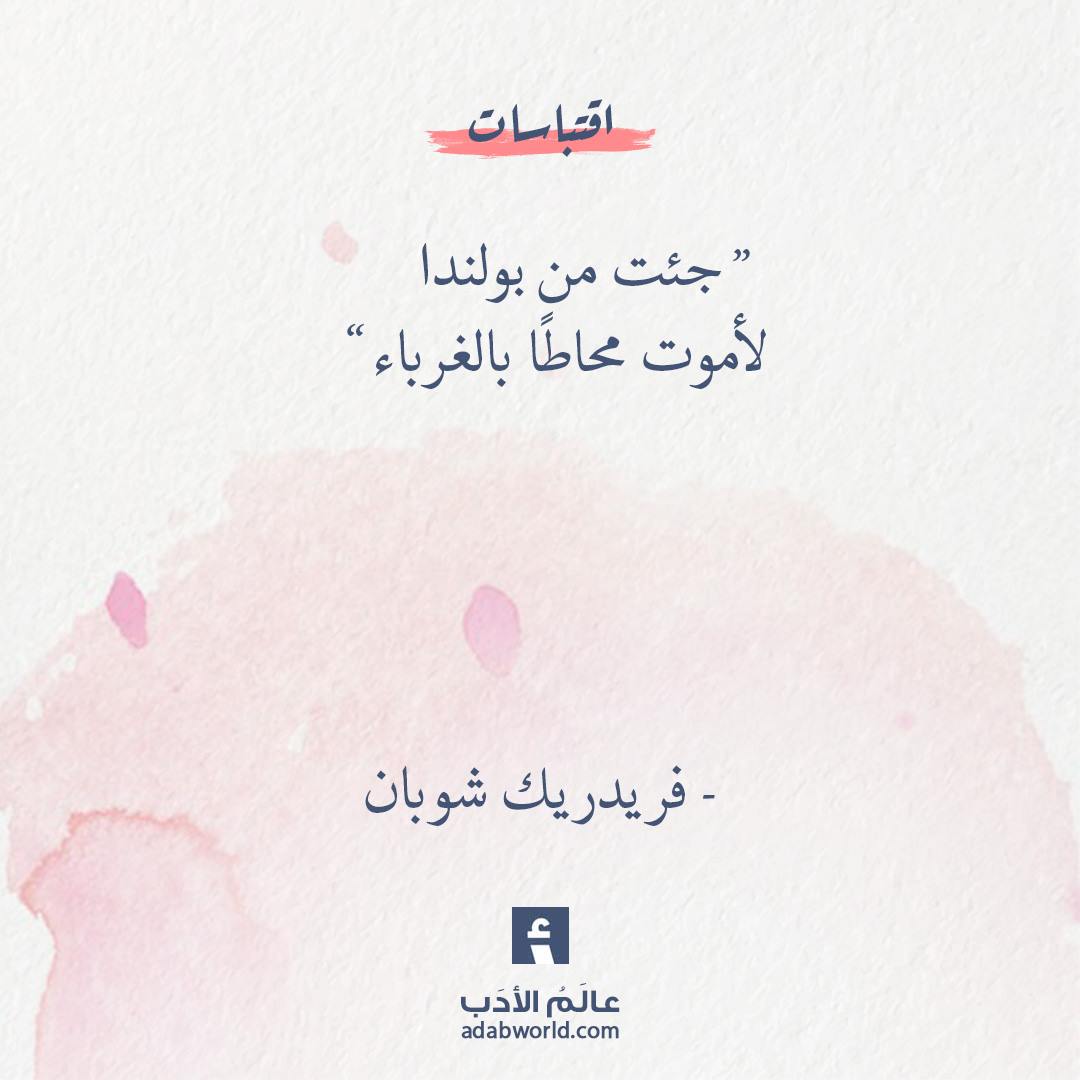 اقتباسات
” جئت من بولندا
لأموت محاطًا بالغرباء “
- فريدريك شوبان
أ
عالَمُ الأدَب
adabworld.com